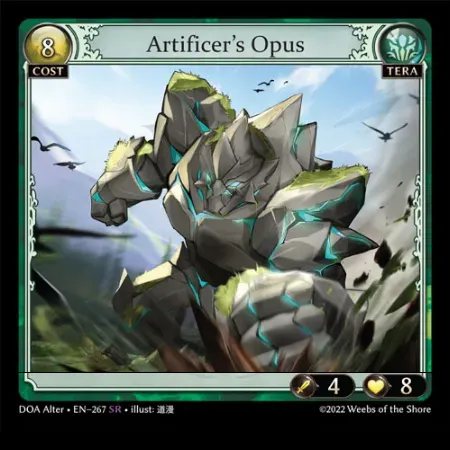 8
COST
Artificer's Opus
TERA
4
8
DOA Alter • EN-267 SR • illust: 道漫
©2022 Weebs of the Shore